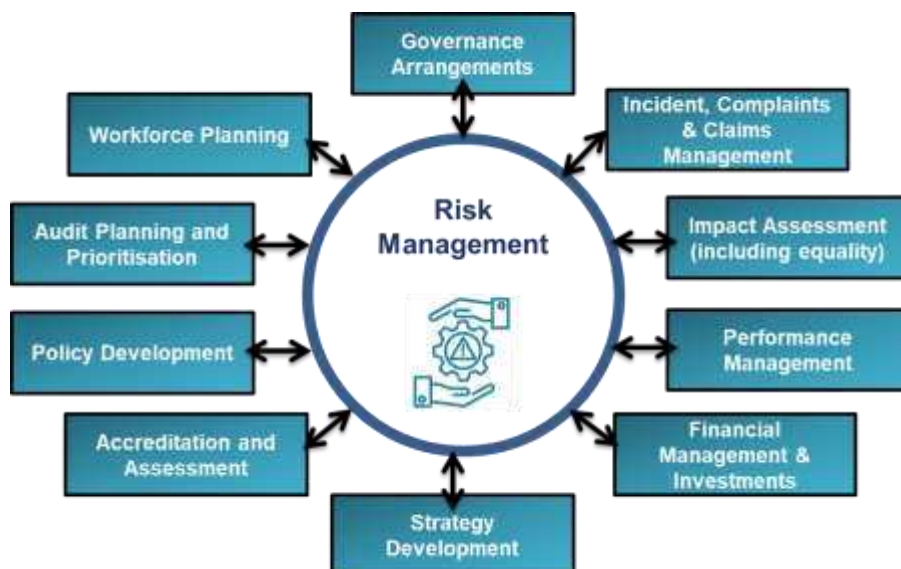 Governance
Arrangements
Workforce Planning
Incident, Complaints
& Claims
Management
Risk
Management
Audit Planning and
Prioritisation
Impact Assessment
(including equality)
Policy Development
Performance
Management
Accreditation and
Assessment
Financial
Management &
Investments
Strategy
Development